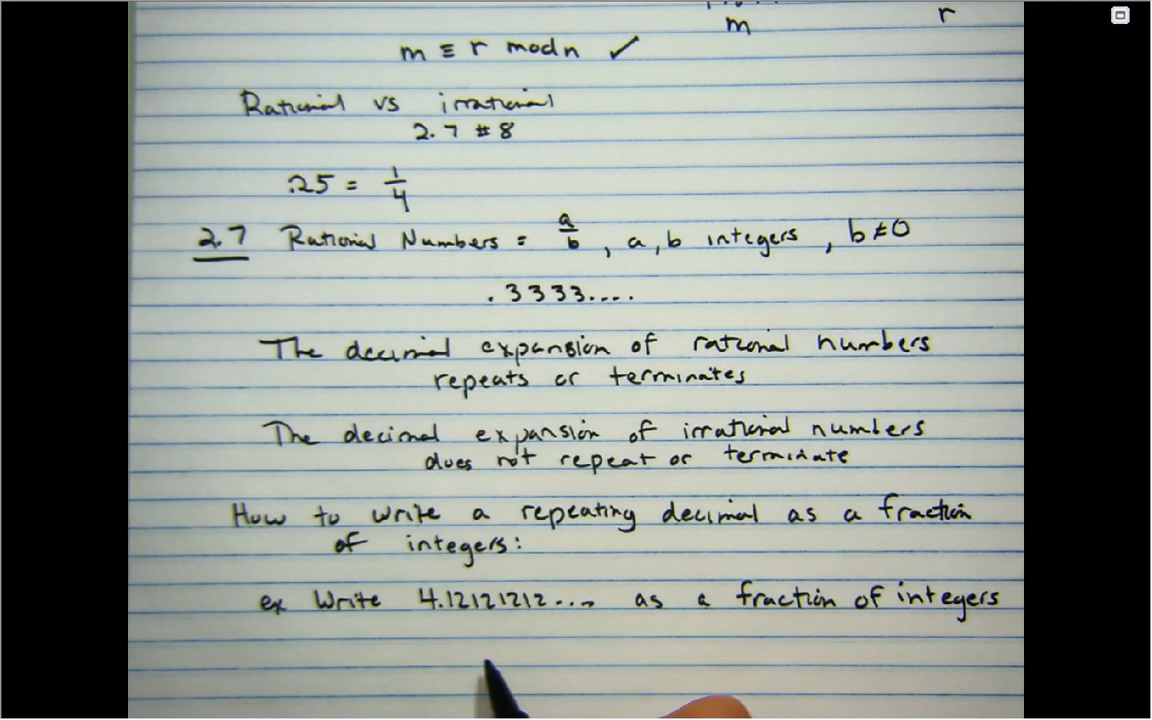 m r
m ≡ r mod n ✓
Rational vs irrational
2.7 #8
.25 = 1/4
2.7 Rational Numbers = a/b , a, b integers , b≠0
.3333....
The decimal expansion of rational numbers
repeats or terminates
The decimal expansion of irrational numbers
does not repeat or terminate
How to write a repeating decimal as a fraction
of integers:
ex Write 4.12121212... as a fraction of integers